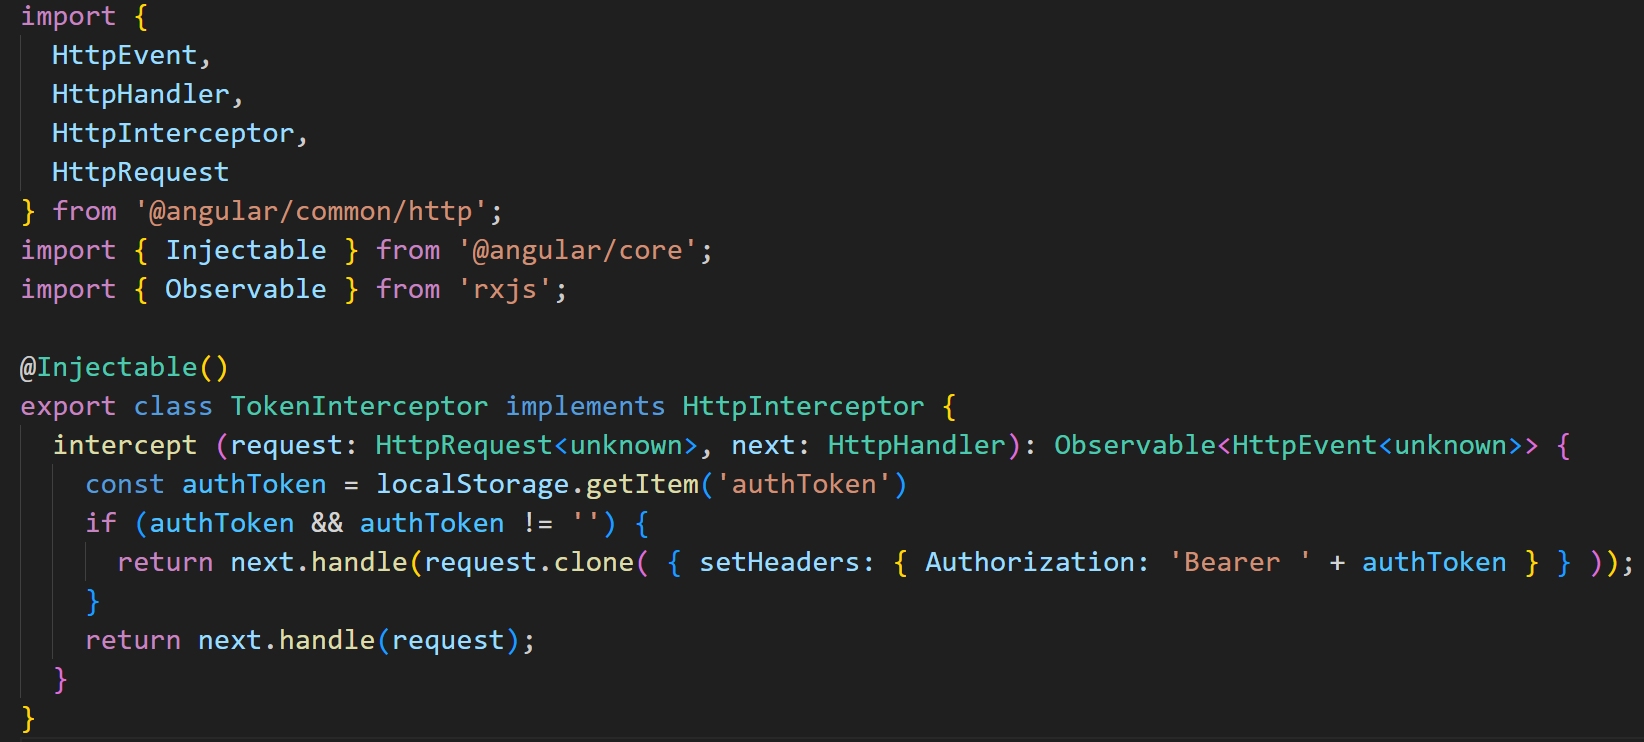 import {
  HttpEvent,
  HttpHandler,
  HttpInterceptor,
  HttpRequest
} from '@angular/common/http';
import { Injectable } from '@angular/core';
import { Observable } from 'rxjs';

@Injectable()
export class TokenInterceptor implements HttpInterceptor {
  intercept (request: HttpRequest<unknown>, next: HttpHandler): Observable<HttpEvent<unknown>> {
    const authToken = localStorage.getItem('authToken')
    if (authToken && authToken != '') {
      return next.handle(request.clone( { setHeaders: { Authorization: 'Bearer ' + authToken } } ));
    }
    return next.handle(request);
  }
}